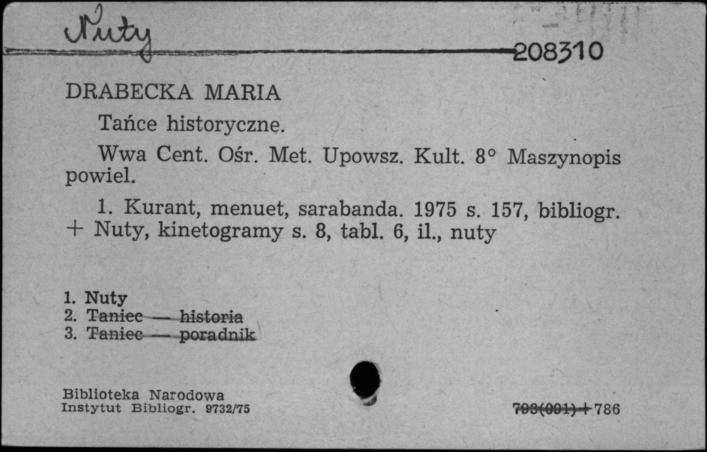 Nuty
208310
DRABECKA MARIA
Tańce historyczne.
Wwa Cent. Ośr. Met. Upowsz. Kult. 8° Maszynopis
powiel.
1. Kurant, menuet, sarabanda. 1975 s. 157, bibliogr.
+ Nuty, kinetogramy s. 8, tabl. 6, il., nuty
1. Nuty
2. Taniec — historia
3. Taniec — poradnik
Biblioteka Narodowa
Instytut Bibliogr. 9732/75
793(091)+786